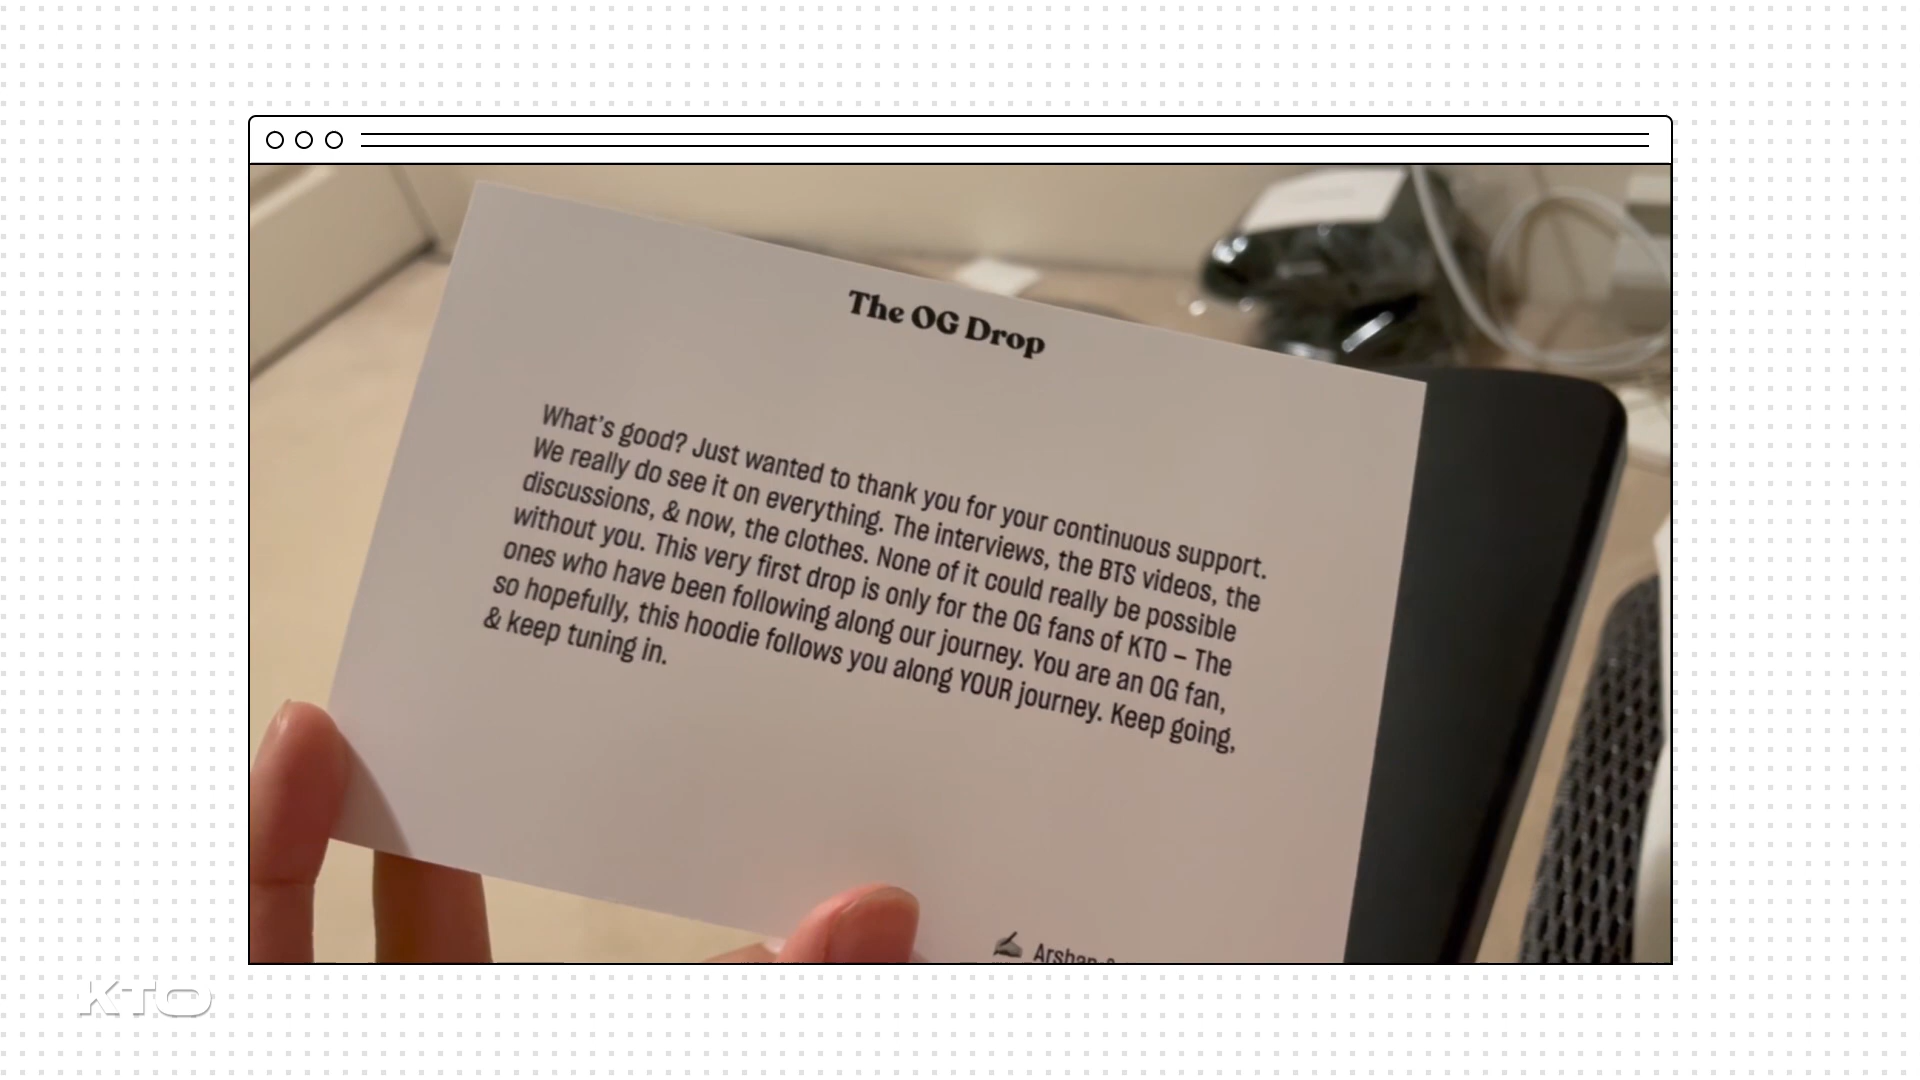 The OG Drop
What's good? Just wanted to thank you for your continuous support.
We really do see it on everything. The interviews, the BTS videos, the
discussions, & now, the clothes. None of it could really be possible
without you. This very first drop is only for the OG fans of KTO – The
ones who have been following along our journey. You are an OG fan,
so hopefully, this hoodie follows you along YOUR journey. Keep going,
& keep tuning in.
✍ Arshan &
KTO